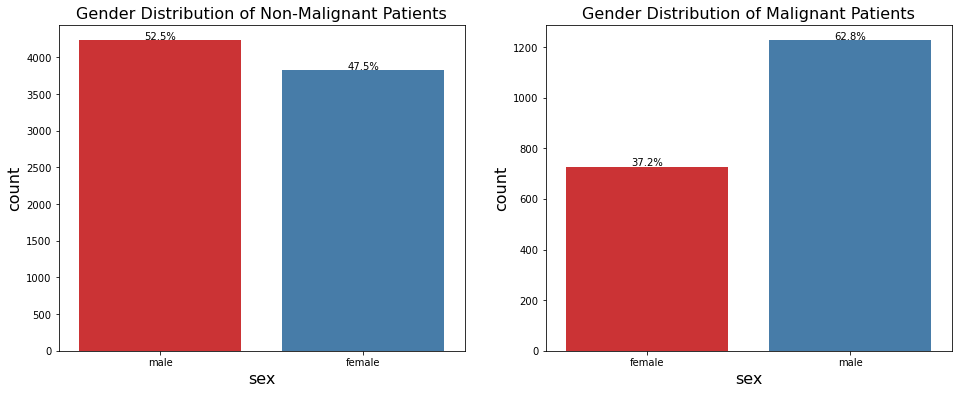 Gender Distribution of Non-Malignant Patients
52.5%
47.5%
4000
3500
3000
2500
2000
1500
1000
500
0
count
male
female
sex
Gender Distribution of Malignant Patients
62.8%
37.2%
1200
1000
800
600
400
200
0
count
female
male
sex